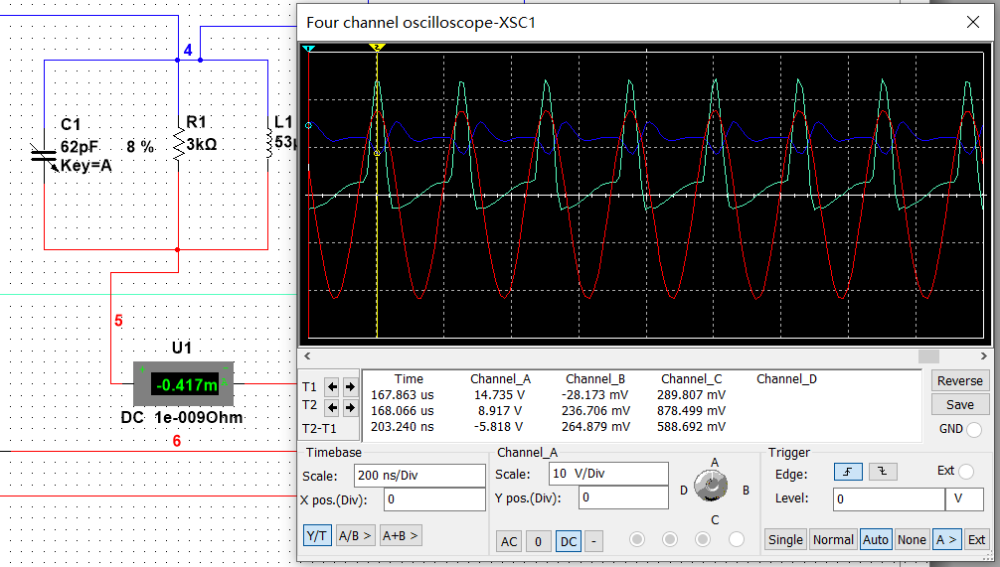 4
C1
62pF
Key=A
8 %
R1
3kΩ
L1
53
5
U1
+
-
-0.417m
DC 1e-009Ohm
6
Four channel oscilloscope-XSC1
1
2
Time Channel_A Channel_B Channel_C Channel_D
T1 167.863 us 14.735 V -28.173 mV 289.807 mV
T2 168.066 us 8.917 V 236.706 mV 878.499 mV
T2-T1 203.240 ns -5.818 V 264.879 mV 588.692 mV
Reverse
Save
GND
Timebase
Scale: 200 ns/Div
X pos.(Div): 0
Y/T A/B > A+B >
Channel_A
Scale: 10 V/Div
Y pos.(Div): 0
AC 0 DC -
A
B
C
D
Trigger
Edge:
Ext
Level: 0 V
Single Normal Auto None A > Ext